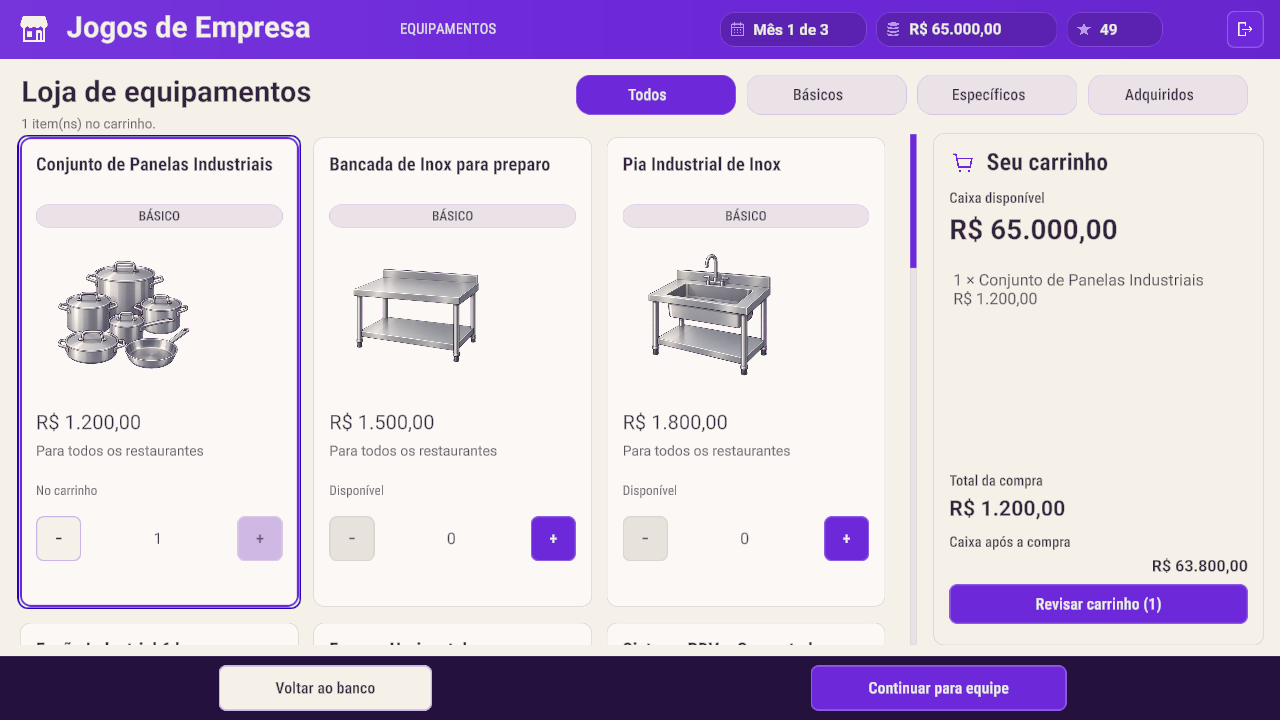 Jogos de Empresa
EQUIPAMENTOS
Mês 1 de 3
R$ 65.000,00
49
Loja de equipamentos
1 item(ns) no carrinho.
Todos
Básicos
Específicos
Adquiridos
Conjunto de Panelas Industriais
BÁSICO
R$ 1.200,00
Para todos os restaurantes
No carrinho
- 1 +
Bancada de Inox para preparo
BÁSICO
R$ 1.500,00
Para todos os restaurantes
Disponível
- 0 +
Pia Industrial de Inox
BÁSICO
R$ 1.800,00
Para todos os restaurantes
Disponível
- 0 +
Seu carrinho
Caixa disponível
R$ 65.000,00
1 × Conjunto de Panelas Industriais
R$ 1.200,00
Total da compra
R$ 1.200,00
Caixa após a compra
R$ 63.800,00
Revisar carrinho (1)
Voltar ao banco
Continuar para equipe